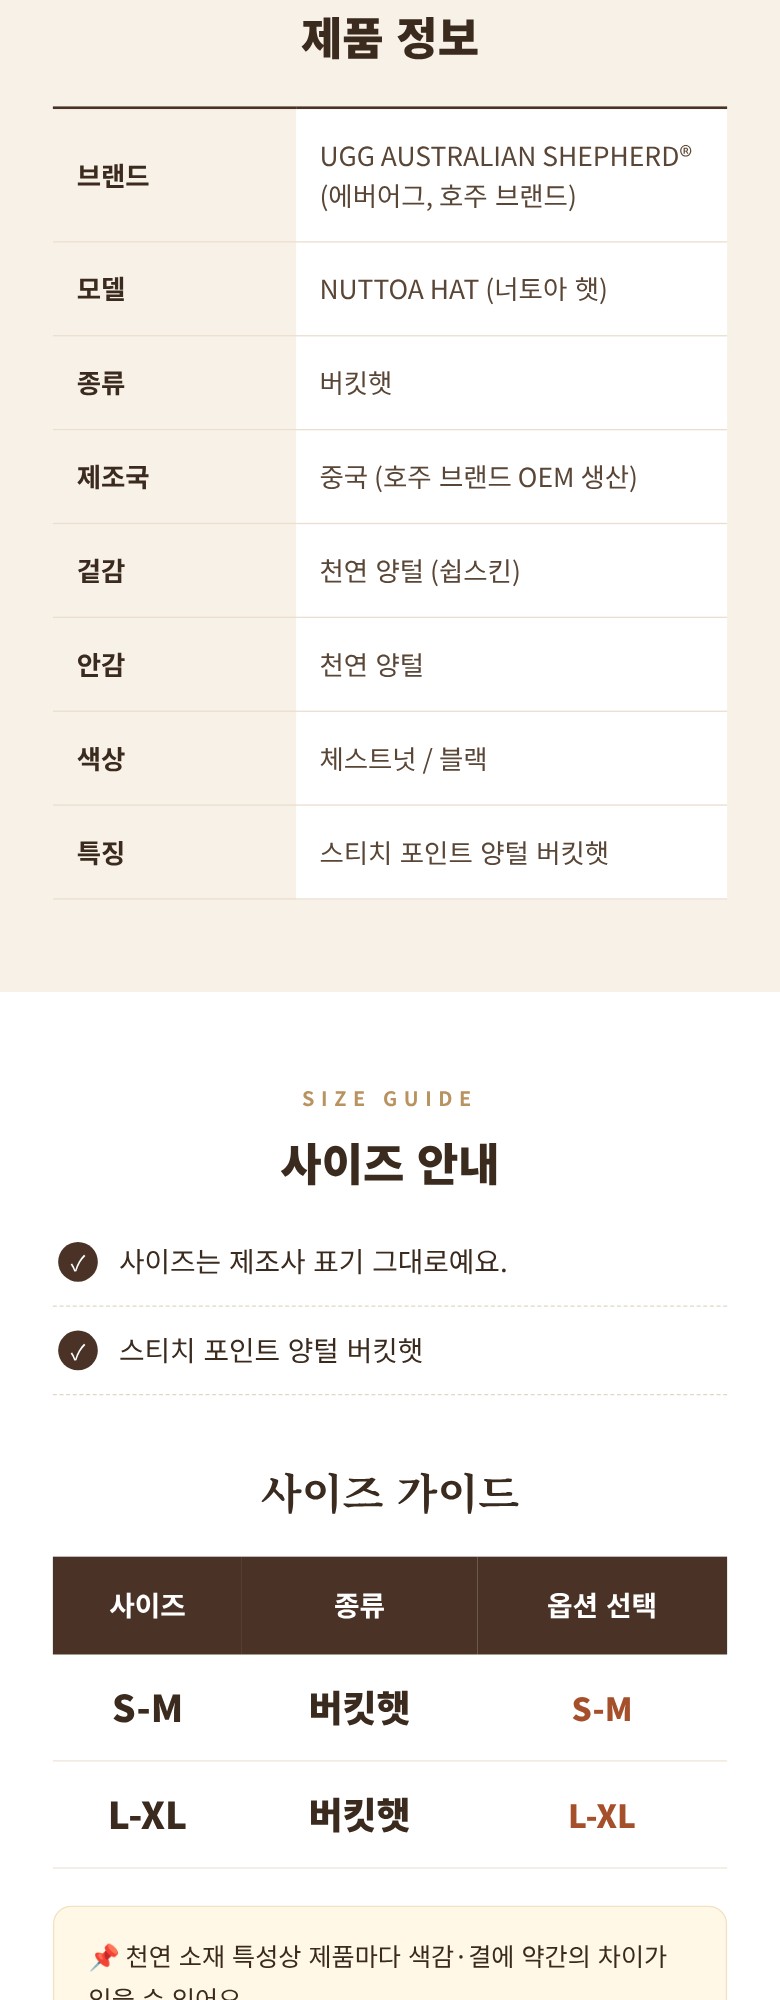 제품 정보
브랜드
UGG AUSTRALIAN SHEPHERD®
(에버어그, 호주 브랜드)
모델
NUTTOA HAT (너토아 햇)
종류
버킷햇
제조국
중국 (호주 브랜드 OEM 생산)
겉감
천연 양털 (쉽스킨)
안감
천연 양털
색상
체스트넛 / 블랙
특징
스티치 포인트 양털 버킷햇
SIZE GUIDE
사이즈 안내
✓ 사이즈는 제조사 표기 그대로예요.
✓ 스티치 포인트 양털 버킷햇
사이즈 가이드
사이즈 종류 옵션 선택
S-M 버킷햇 S-M
L-XL 버킷햇 L-XL
📌 천연 소재 특성상 제품마다 색감·결에 약간의 차이가
있을 수 있어요